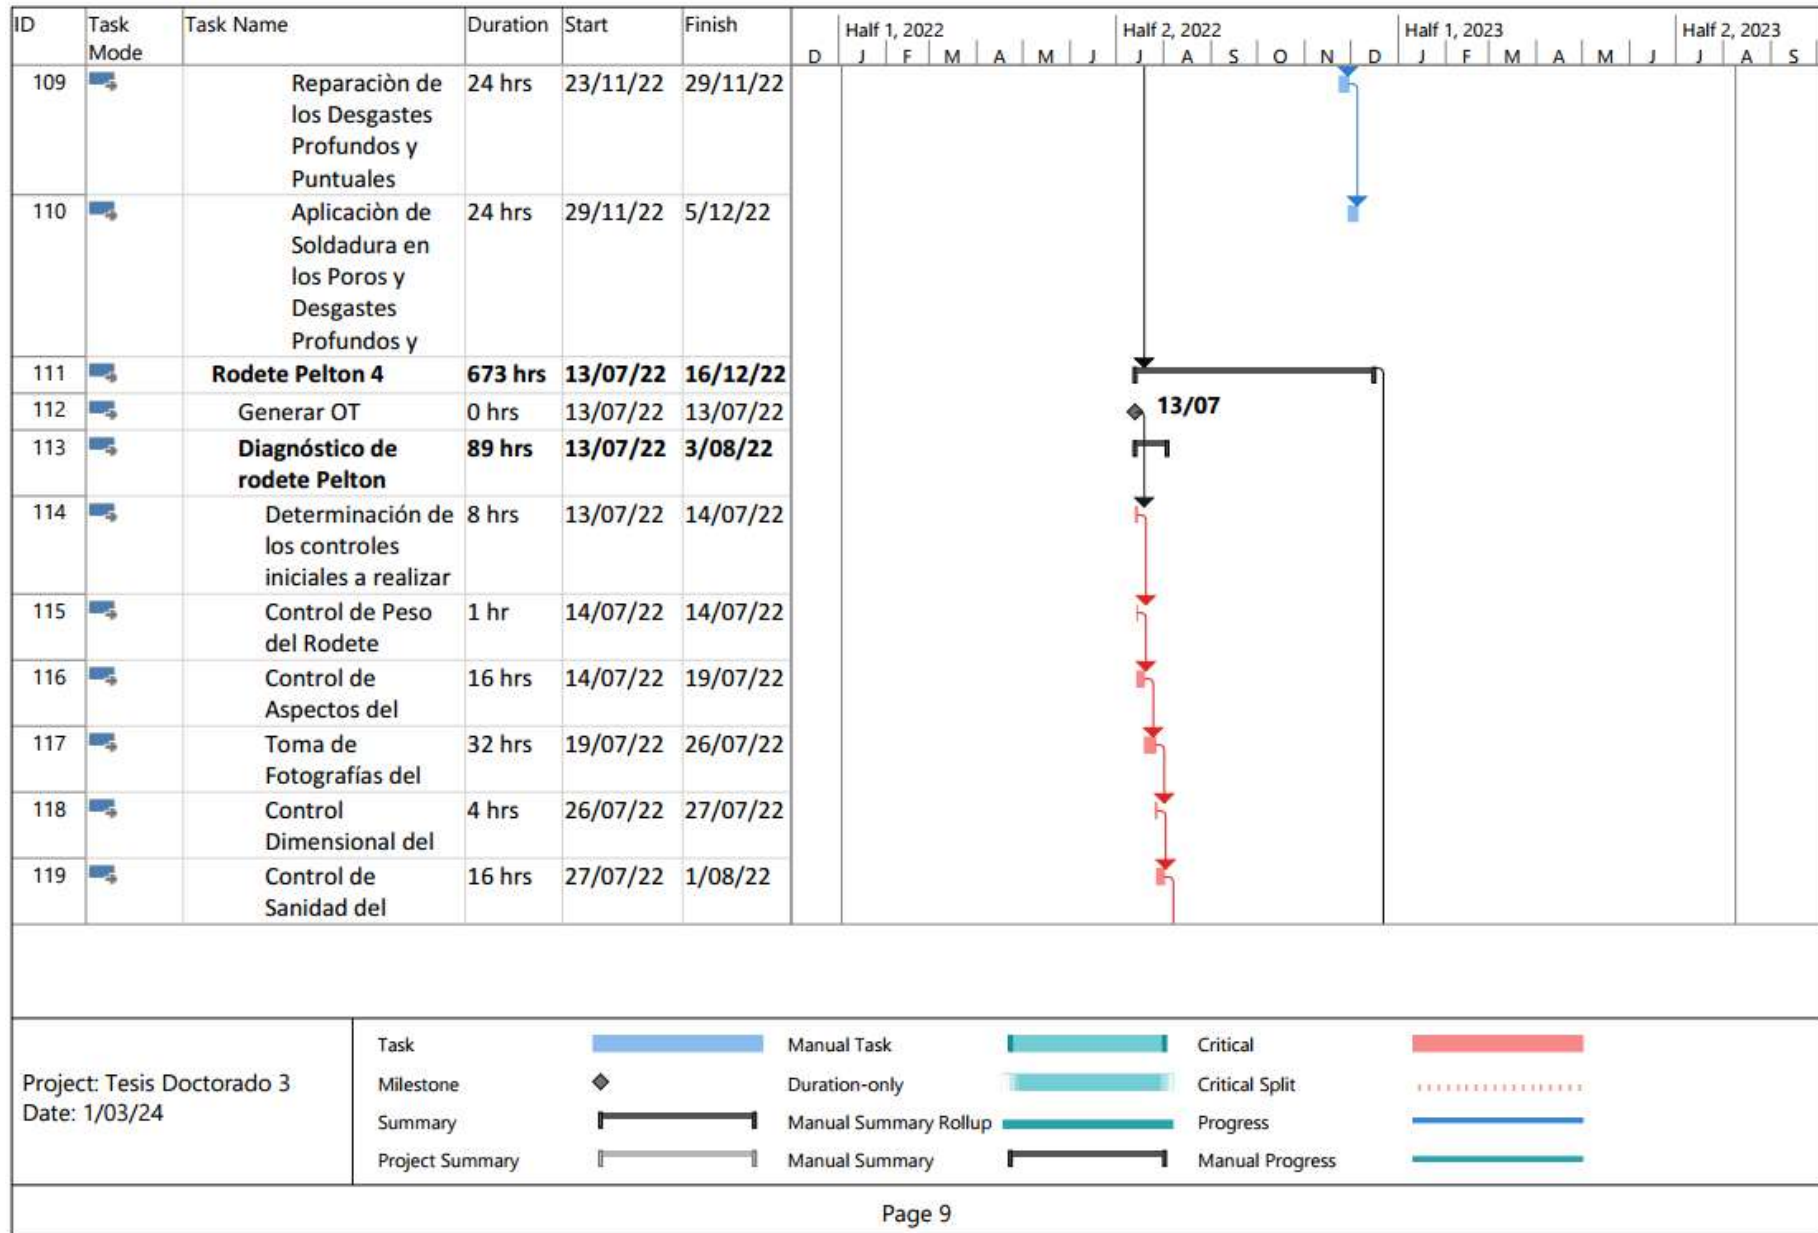 ID Task Task Name Duration Start Finish
Mode
Half 1, 2022 Half 2, 2022 Half 1, 2023 Half 2, 2023
D J F M A M J J A S O N D J F M A M J J A S
109 Reparaciòn de 24 hrs 23/11/22 29/11/22
los Desgastes
Profundos y
Puntuales
110 Aplicaciòn de 24 hrs 29/11/22 5/12/22
Soldadura en
los Poros y
Desgastes
Profundos y
111 Rodete Pelton 4 673 hrs 13/07/22 16/12/22
112 Generar OT 0 hrs 13/07/22 13/07/22 13/07
113 Diagnóstico de 89 hrs 13/07/22 3/08/22
rodete Pelton
114 Determinación de 8 hrs 13/07/22 14/07/22
los controles
iniciales a realizar
115 Control de Peso 1 hr 14/07/22 14/07/22
del Rodete
116 Control de 16 hrs 14/07/22 19/07/22
Aspectos del
117 Toma de 32 hrs 19/07/22 26/07/22
Fotografías del
118 Control 4 hrs 26/07/22 27/07/22
Dimensional del
119 Control de 16 hrs 27/07/22 1/08/22
Sanidad del
Project: Tesis Doctorado 3
Date: 1/03/24
Task Manual Task Critical
Milestone Duration-only Critical Split
Summary Manual Summary Rollup Progress
Project Summary Manual Summary Manual Progress
Page 9